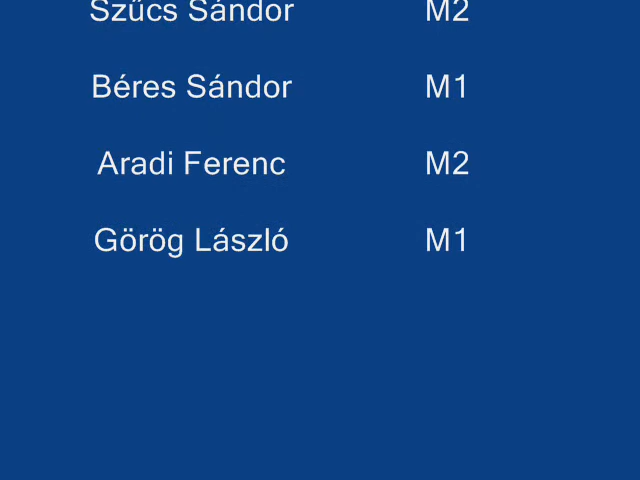 Szűcs Sándor M2
Béres Sándor M1
Aradi Ferenc M2
Görög László M1